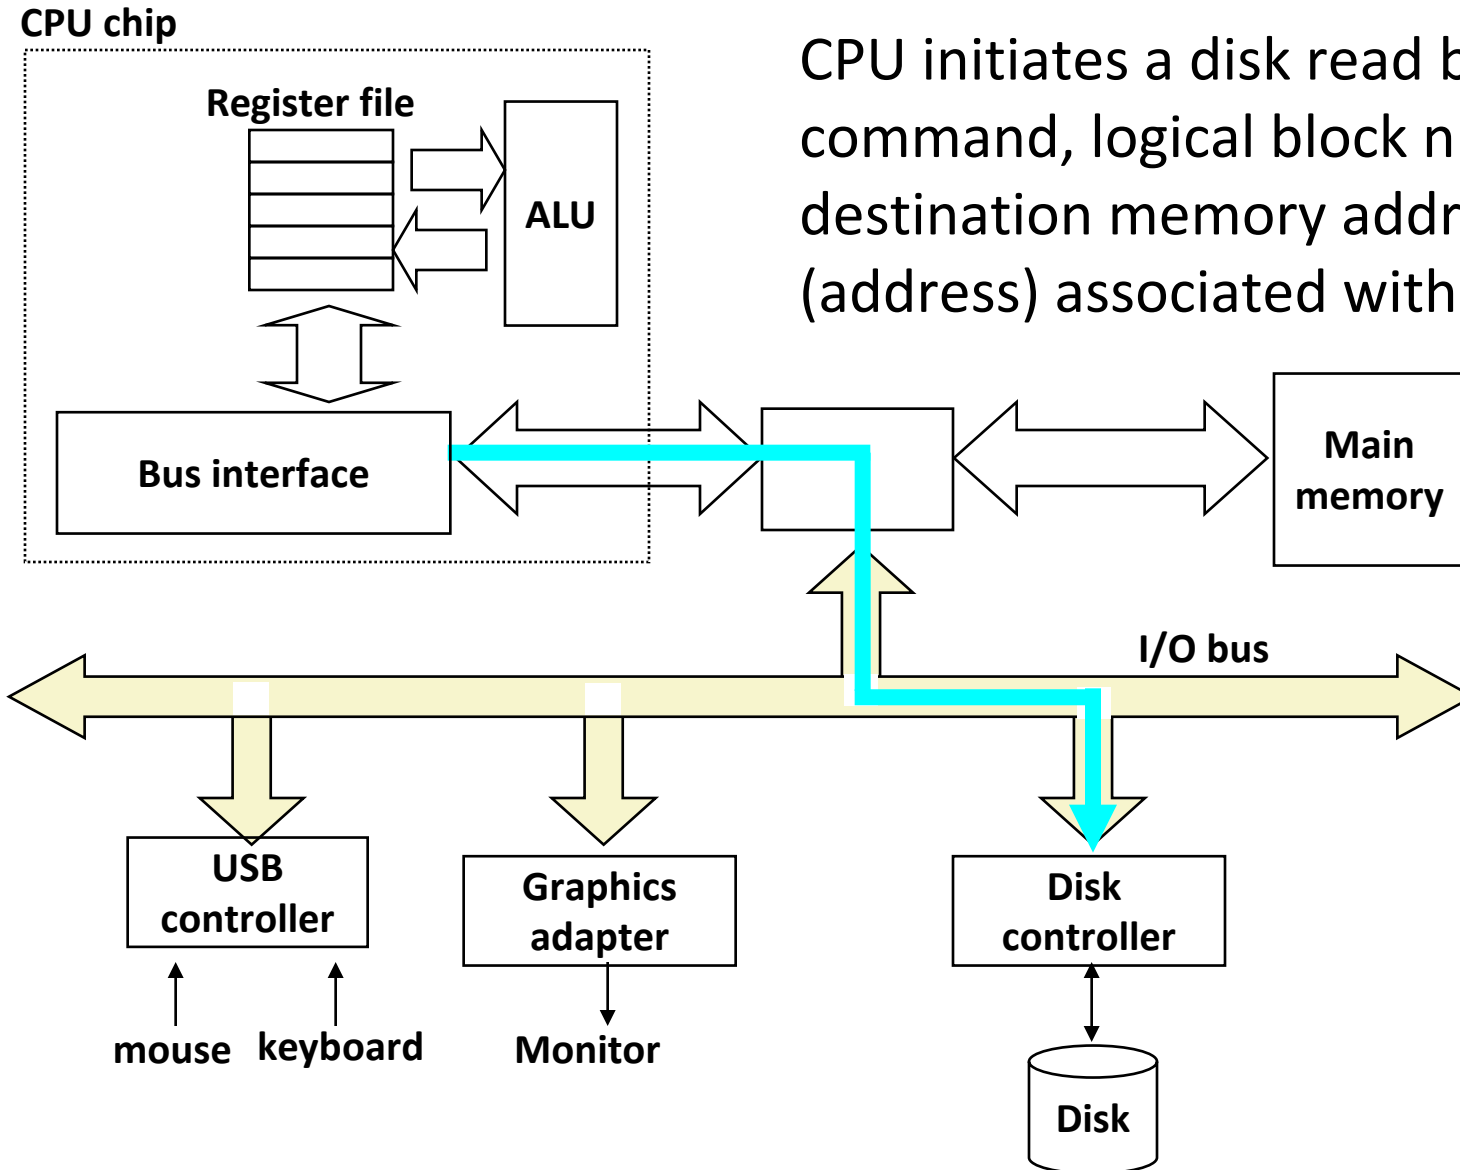 CPU chip
CPU initiates a disk read b
command, logical block n
destination memory addr
(address) associated with
Register file
ALU
Bus interface
Main
memory
I/O bus
USB
controller
Graphics
adapter
Disk
controller
mouse
keyboard
Monitor
Disk